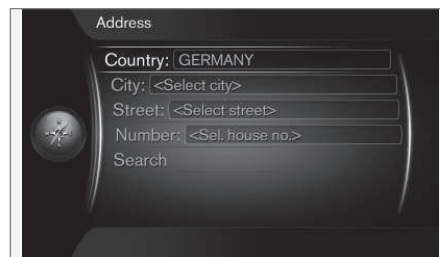 Address
Country: GERMANY
City: <Select city>
Street: <Select street>
Number: <Sel. house no.>
Search